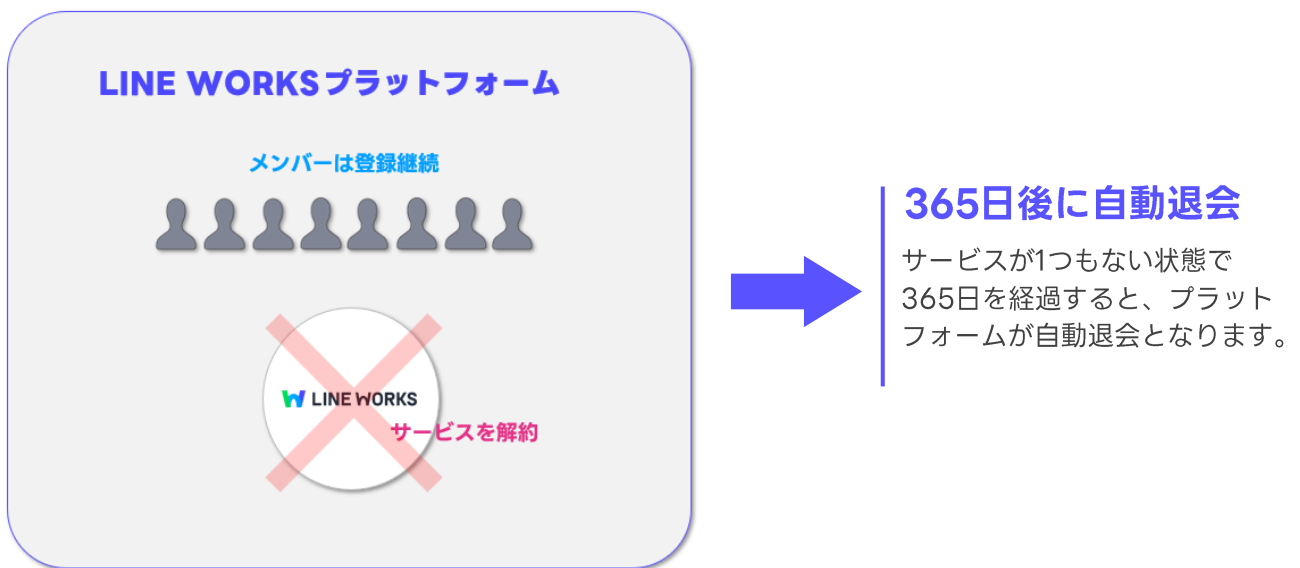 LINE WORKSプラットフォーム
メンバーは登録継続
LINE WORKS
サービスを解約
365日後に自動退会
サービスが1つもない状態で
365日を経過すると、プラット
フォームが自動退会となります。